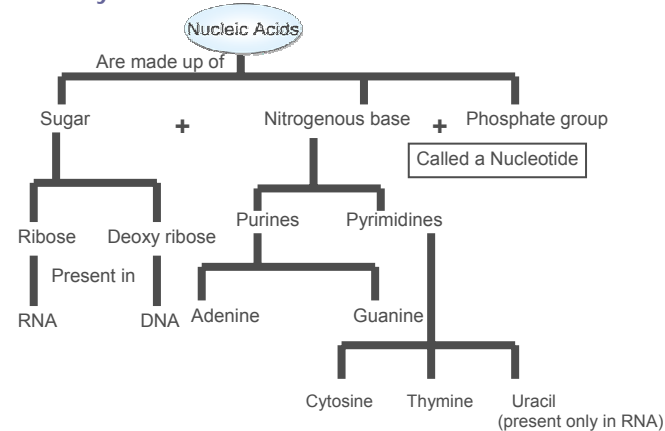 Nucleic Acids
Are made up of
Sugar + Nitrogenous base + Phosphate group
Called a Nucleotide
Purines Pyrimidines
Ribose Deoxy ribose
Present in
RNA DNA Adenine Guanine
Cytosine Thymine Uracil
(present only in RNA)